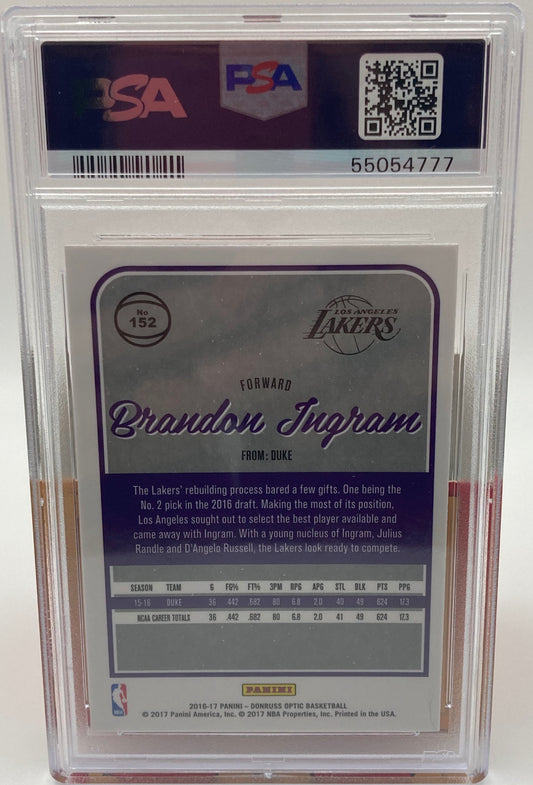 PSA PSA
55054777
No
152
LOS ANGELES
LAKERS
FORWARD
Brandon Ingram
FROM: DUKE
The Lakers' rebuilding process bared a few gifts. One being the
No. 2 pick in the 2016 draft. Making the most of its position,
Los Angeles sought out to select the best player available and
came away with Ingram. With a young nucleus of Ingram, Julius
Randle and D'Angelo Russell, the Lakers look ready to compete.
SEASON TEAM G FG% FT% 3PM RPG APG STL BLK PTS PPG
15-16 DUKE 36 .442 .682 80 6.8 2.0 40 49 624 17.3
NCAA CAREER TOTALS 36 .442 .682 80 6.8 2.0 41 49 624 17.3
NBA
PANINI
2016-17 PANINI – DONRUSS OPTIC BASKETBALL
© 2017 Panini America, Inc. © 2017 NBA Properties, Inc. Printed in the USA.
PSA